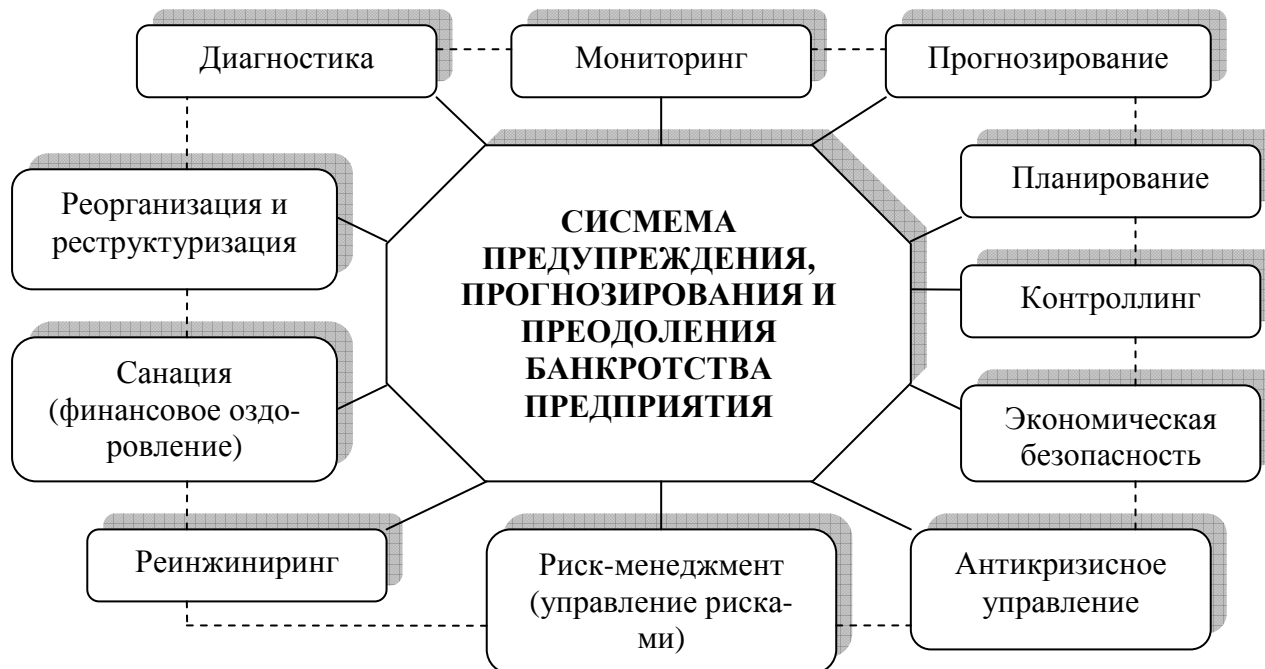 Диагностика
Мониторинг
Прогнозирование
Реорганизация и
реструктуризация
Планирование
СИСМЕМА
ПРЕДУПРЕЖДЕНИЯ,
ПРОГНОЗИРОВАНИЯ И
ПРЕОДОЛЕНИЯ
БАНКРОТСТВА
ПРЕДПРИЯТИЯ
Контроллинг
Санация
(финансовое оздо-
ровление)
Экономическая
безопасность
Реинжиниринг
Риск-менеджмент
(управление риска-
ми)
Антикризисное
управление